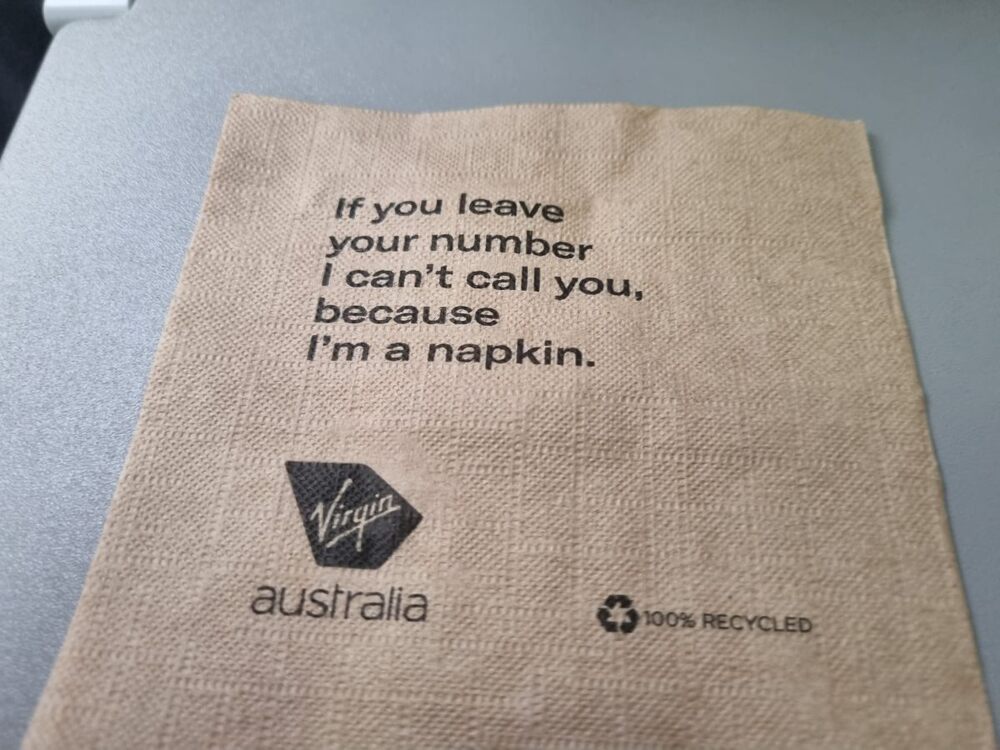 If you leave
your number
I can't call you,
because
I'm a napkin.
Virgin
australia
100% RECYCLED